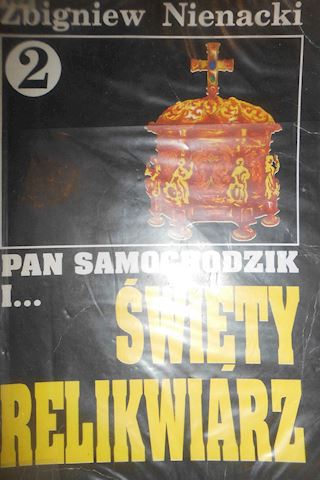 Zbigniew Nienacki
2
PAN SAMOCHODZIK
I...
ŚWIĘTY
RELIKWIARZ